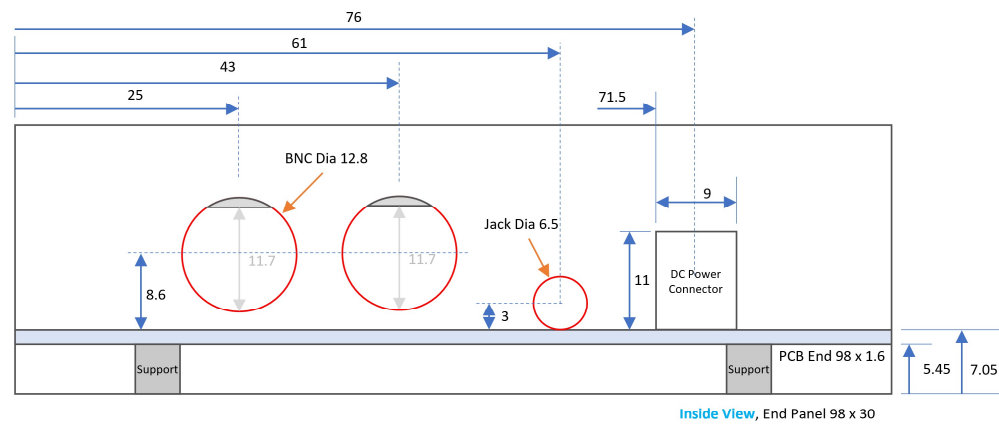 76
61
43
25
71.5
BNC Dia 12.8
9
Jack Dia 6.5
11.7
11.7
8.6
3
11
DC Power
Connector
Support
Support
PCB End 98 x 1.6
5.45
7.05
Inside View, End Panel 98 x 30